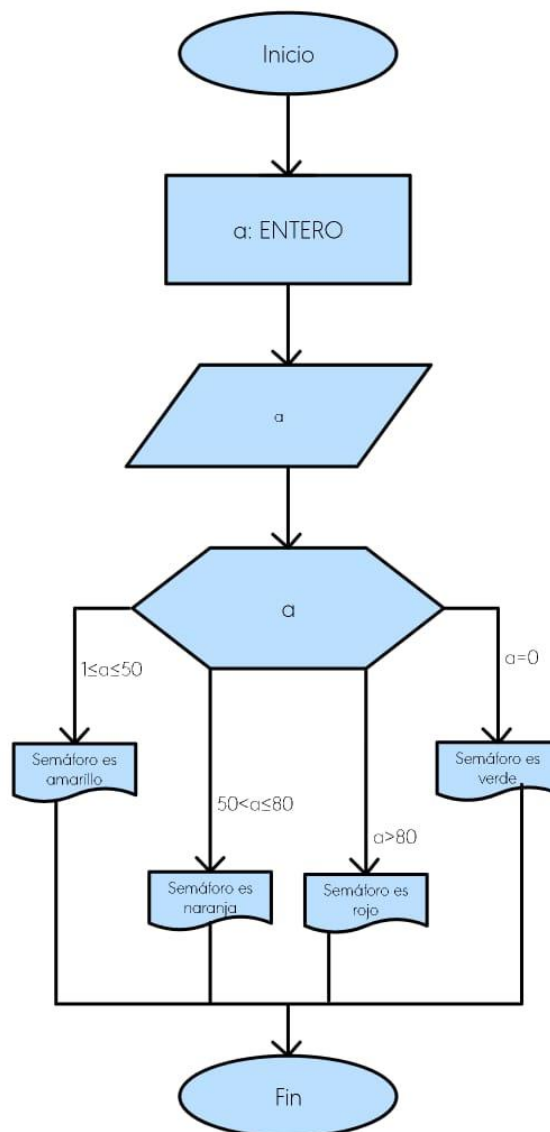 Inicio
a: ENTERO
a
a
1≤a≤50
a=0
Semáforo es
amarillo
Semáforo es
verde
50<a≤80
a>80
Semáforo es
naranja
Semáforo es
rojo
Fin